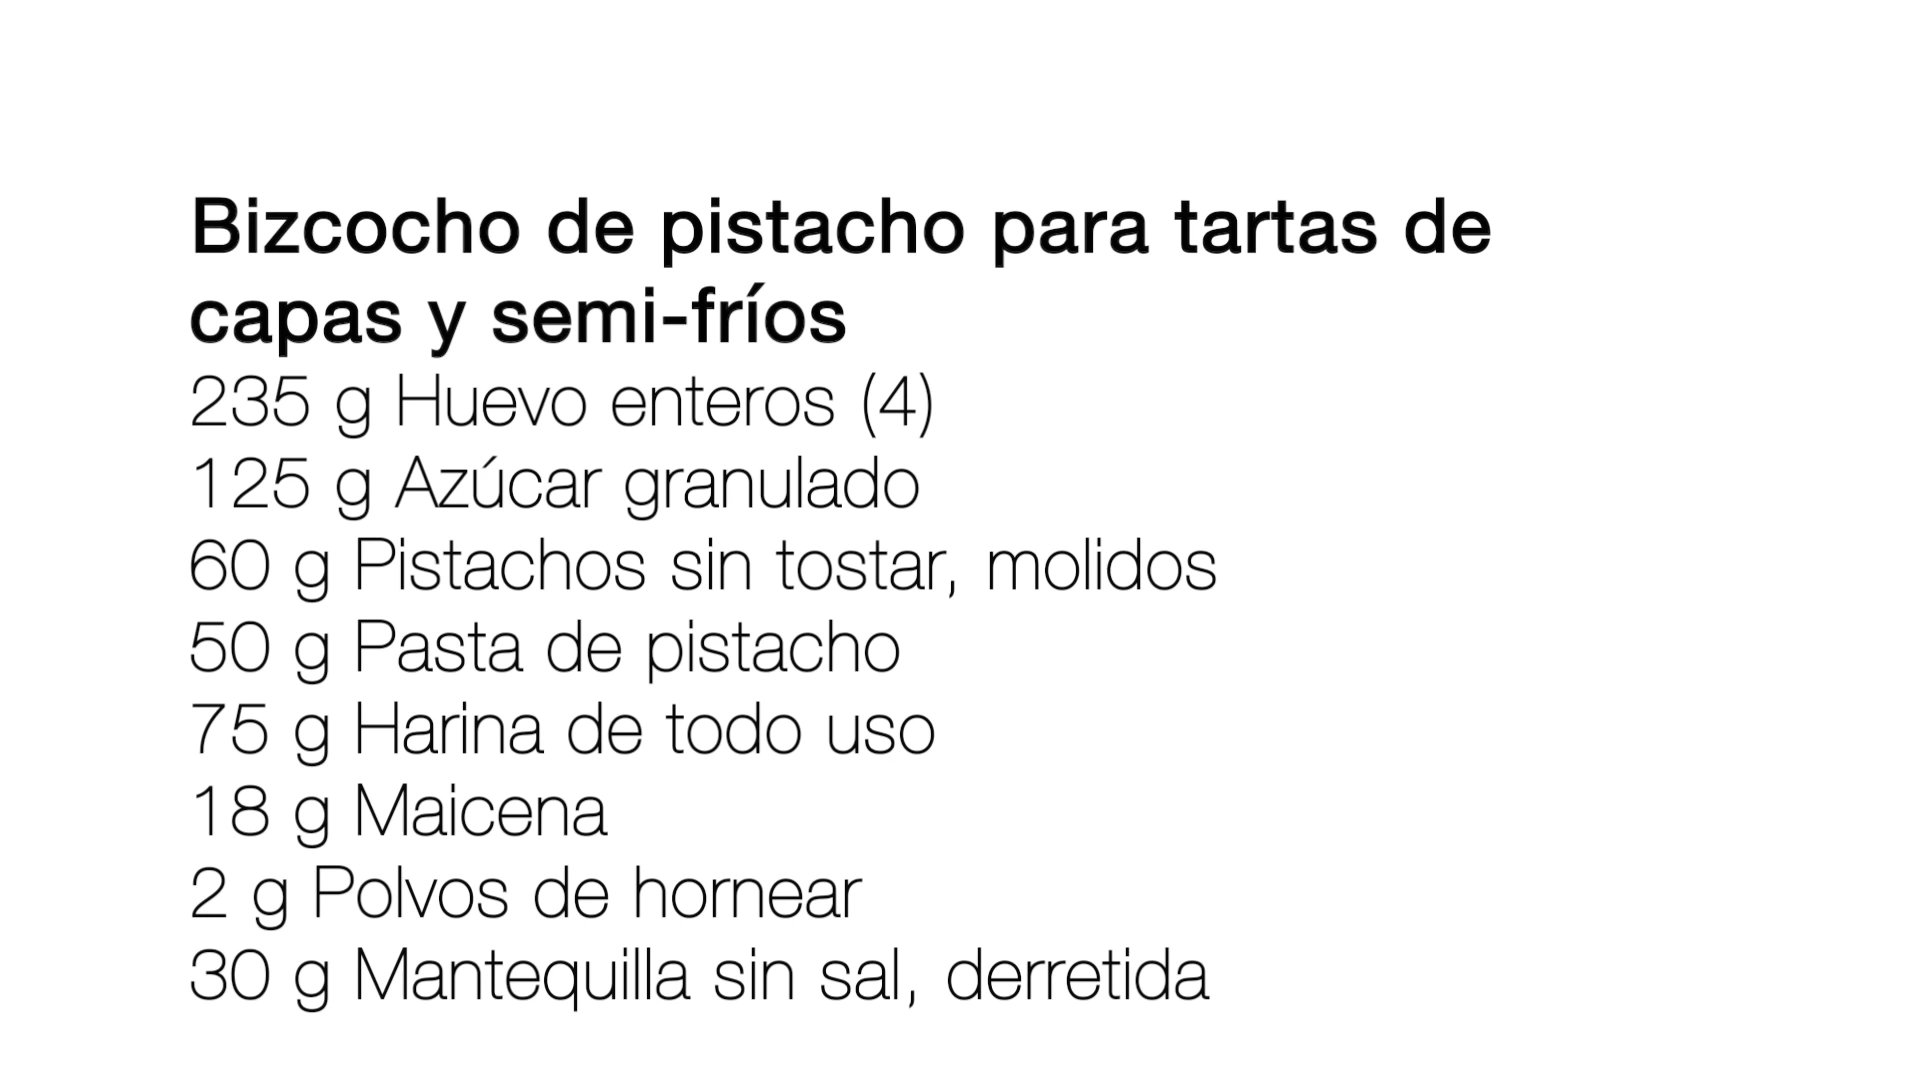 Bizcocho de pistacho para tartas de
capas y semi-fríos
235 g Huevo enteros (4)
125 g Azúcar granulado
60 g Pistachos sin tostar, molidos
50 g Pasta de pistacho
75 g Harina de todo uso
18 g Maicena
2 g Polvos de hornear
30 g Mantequilla sin sal, derretida